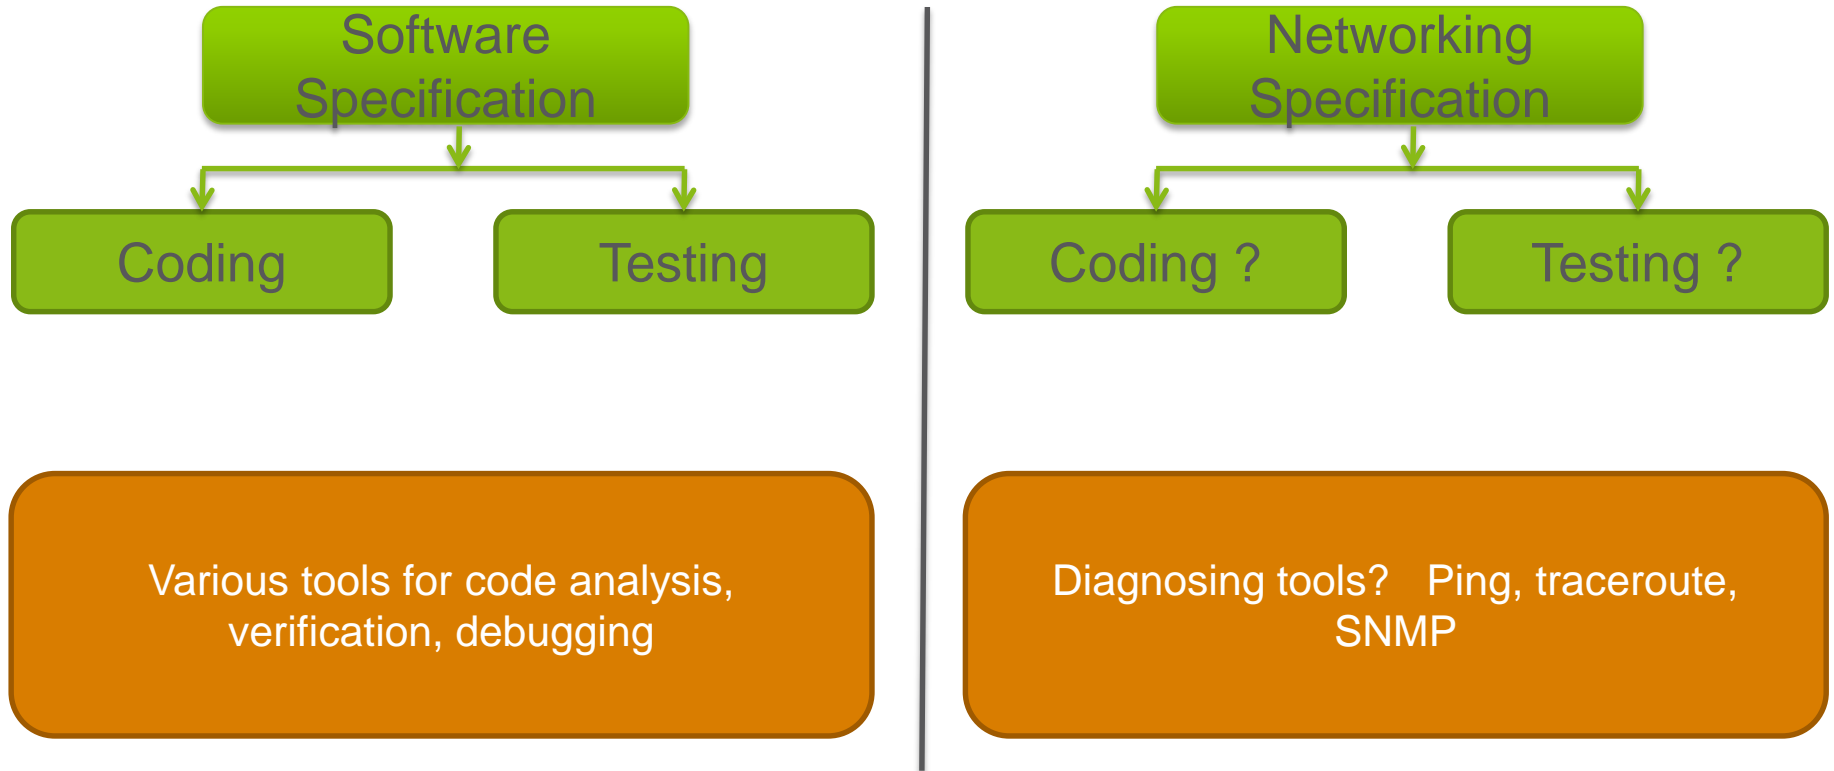 Software
Specification
Coding
Testing
Various tools for code analysis,
verification, debugging
Networking
Specification
Coding ?
Testing ?
Diagnosing tools?   Ping, traceroute,
SNMP